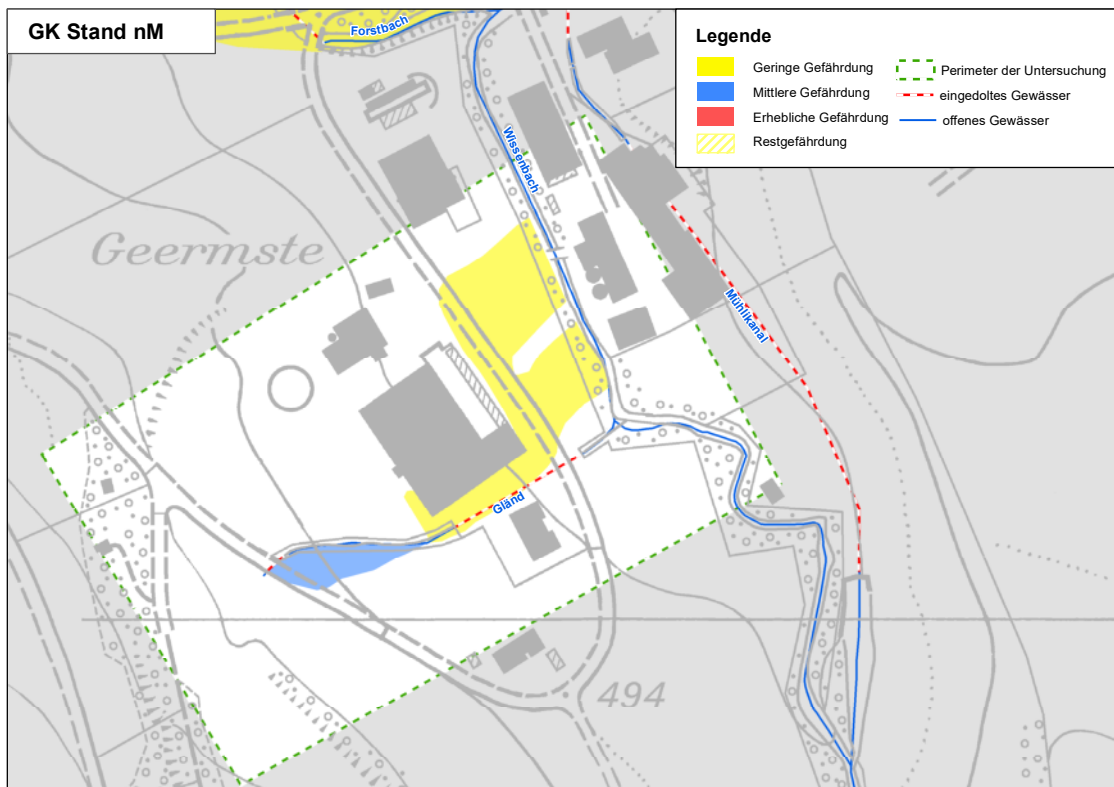 GK Stand nM
Forstbach
Wissenbach
Geermste
Mühlikanal
Gländ
494
Legende
Geringe Gefährdung
Mittlere Gefährdung
Erhebliche Gefährdung
Restgefährdung
Perimeter der Untersuchung
eingedoltes Gewässer
offenes Gewässer